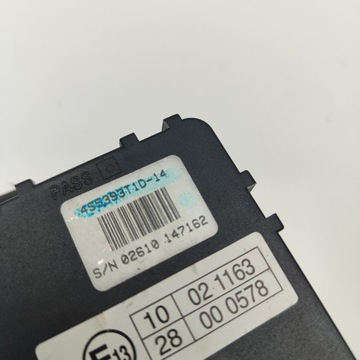 PASS
4S5393T1D-14
S/N 02610 147162
10 02 1163
28 00 0578
E13